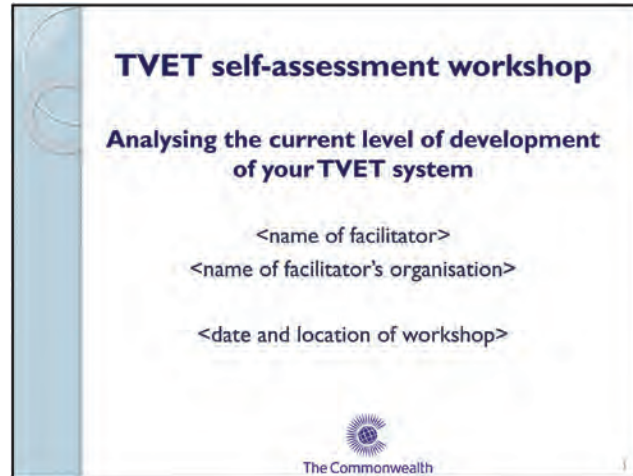 TVET self-assessment workshop
Analysing the current level of development
of your TVET system
<name of facilitator>
<name of facilitator's organisation>
<date and location of workshop>
The Commonwealth
1